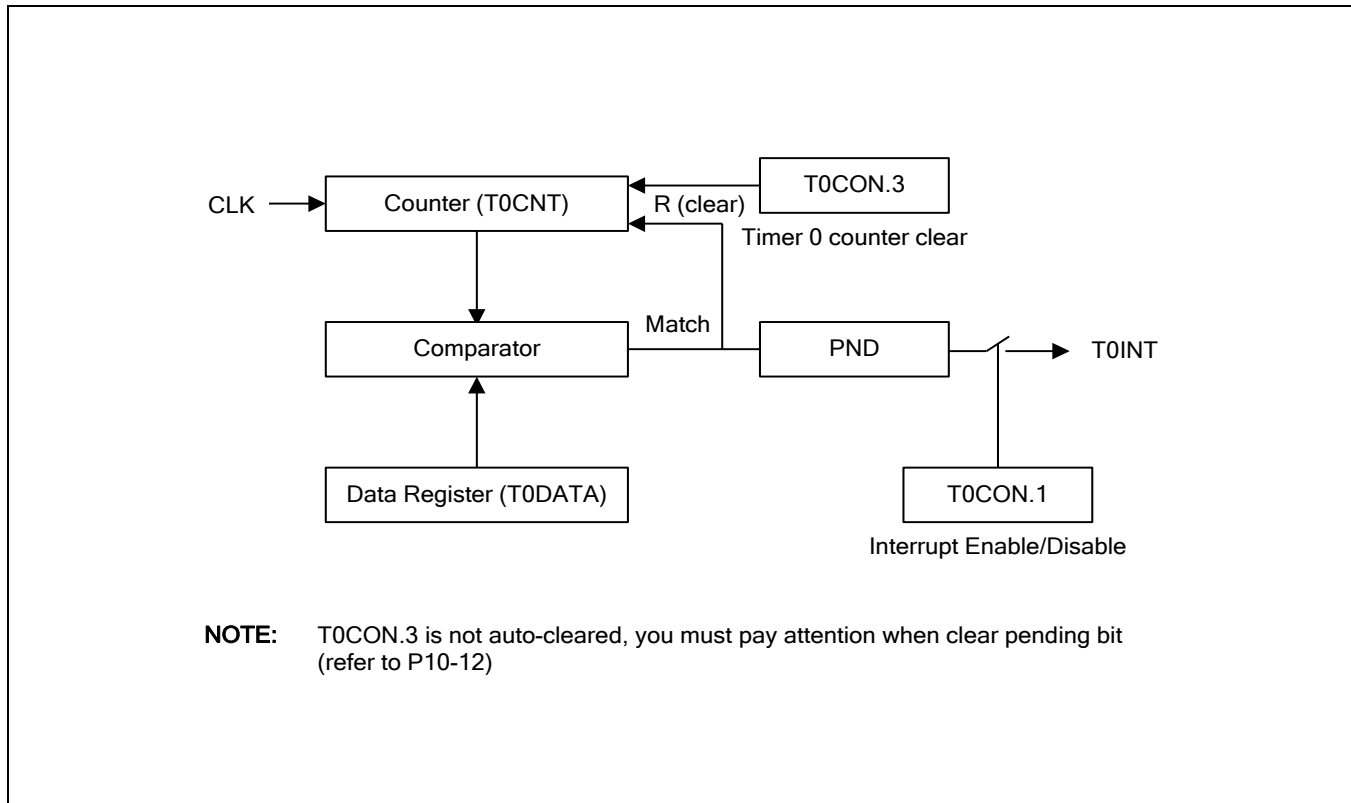 T0CON.3
CLK
Counter (T0CNT)
R (clear)
Timer 0 counter clear
Match
Comparator
PND
T0INT
Data Register (T0DATA)
T0CON.1
Interrupt Enable/Disable
NOTE: T0CON.3 is not auto-cleared, you must pay attention when clear pending bit
(refer to P10-12)